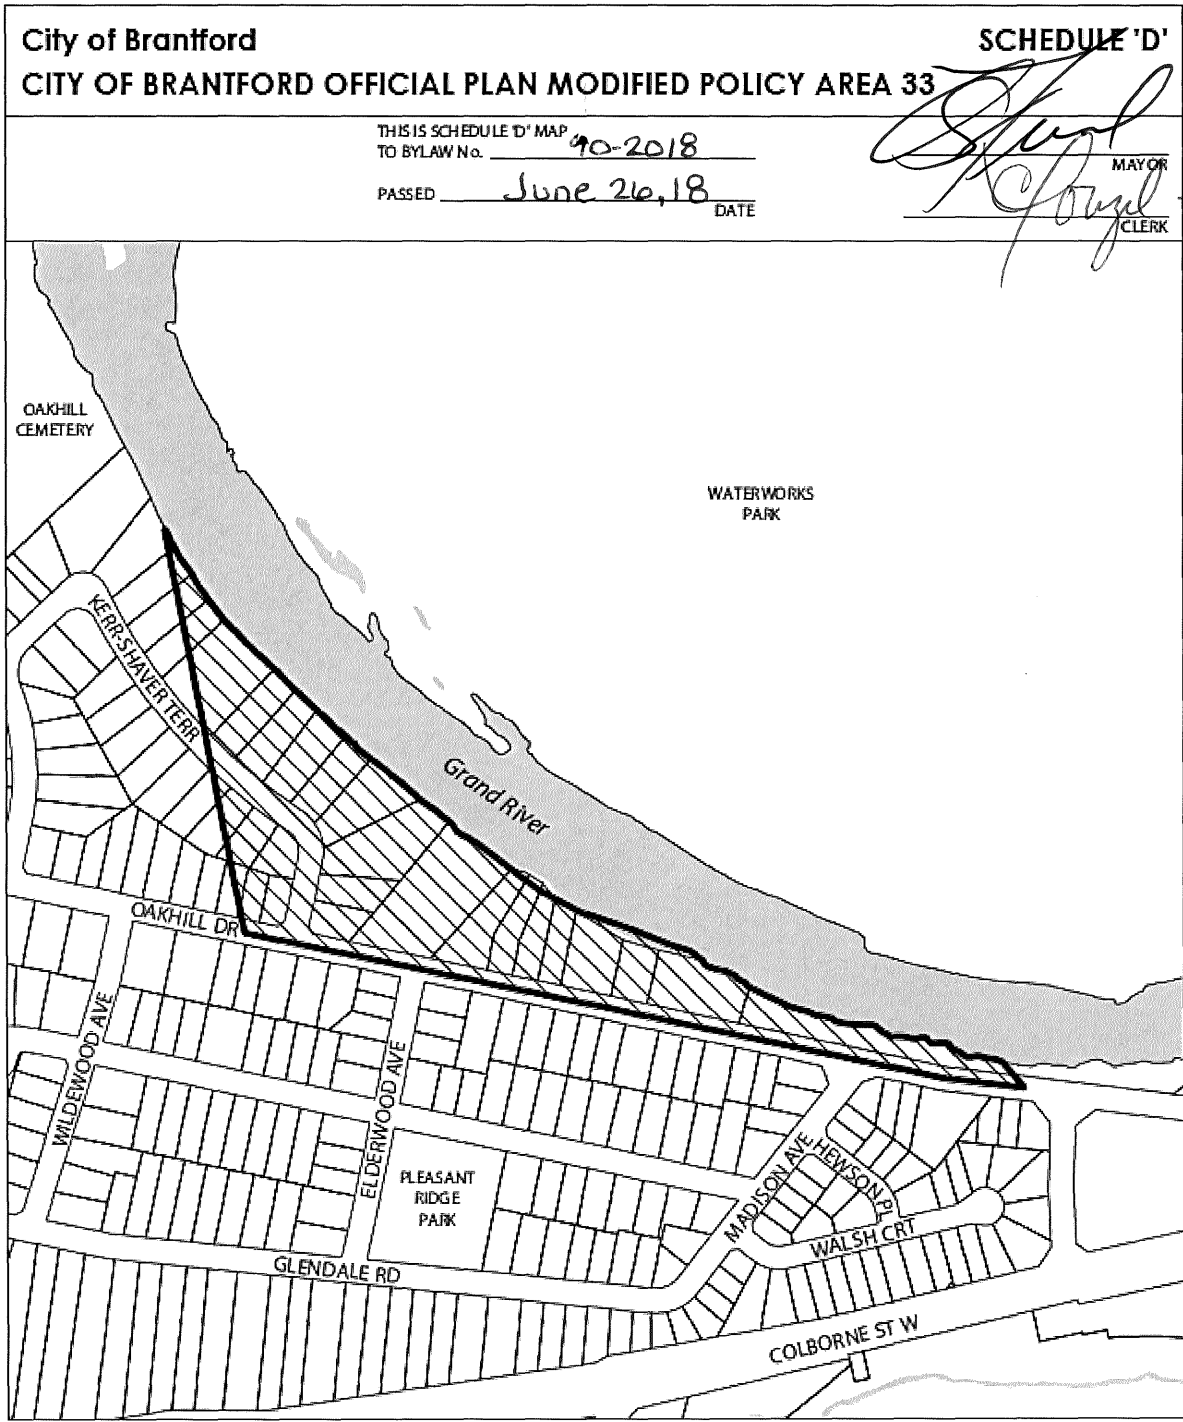 City of Brantford
SCHEDULE 'D'
CITY OF BRANTFORD OFFICIAL PLAN MODIFIED POLICY AREA 33
THIS IS SCHEDULE 'D' MAP
TO BYLAW No. 90-2018
PASSED June 26, 18
DATE
MAYOR
CLERK
OAKHILL
CEMETERY
WATERWORKS
PARK
KERR-SHAVER TERR
Grand River
OAKHILL DR
WILDEWOOD AVE
ELDERWOOD AVE
PLEASANT
RIDGE
PARK
MADISON AVE
HEWSON PL
WALSH CRT
GLENDALE RD
COLBORNE ST W